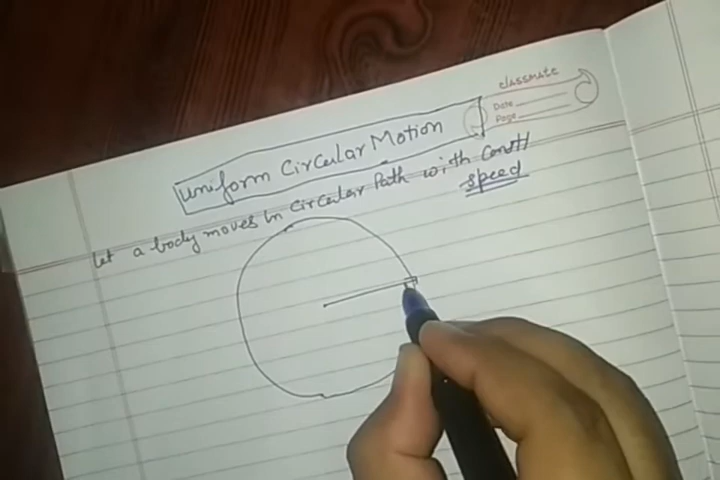 classmate
Date
Page
Uniform Circular Motion
Let a body moves in Circular Path with Constt
speed